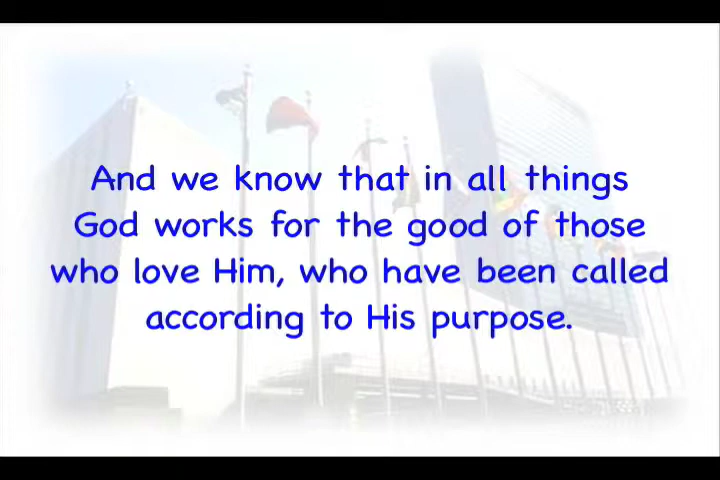 And we know that in all things
God works for the good of those
who love Him, who have been called
according to His purpose.